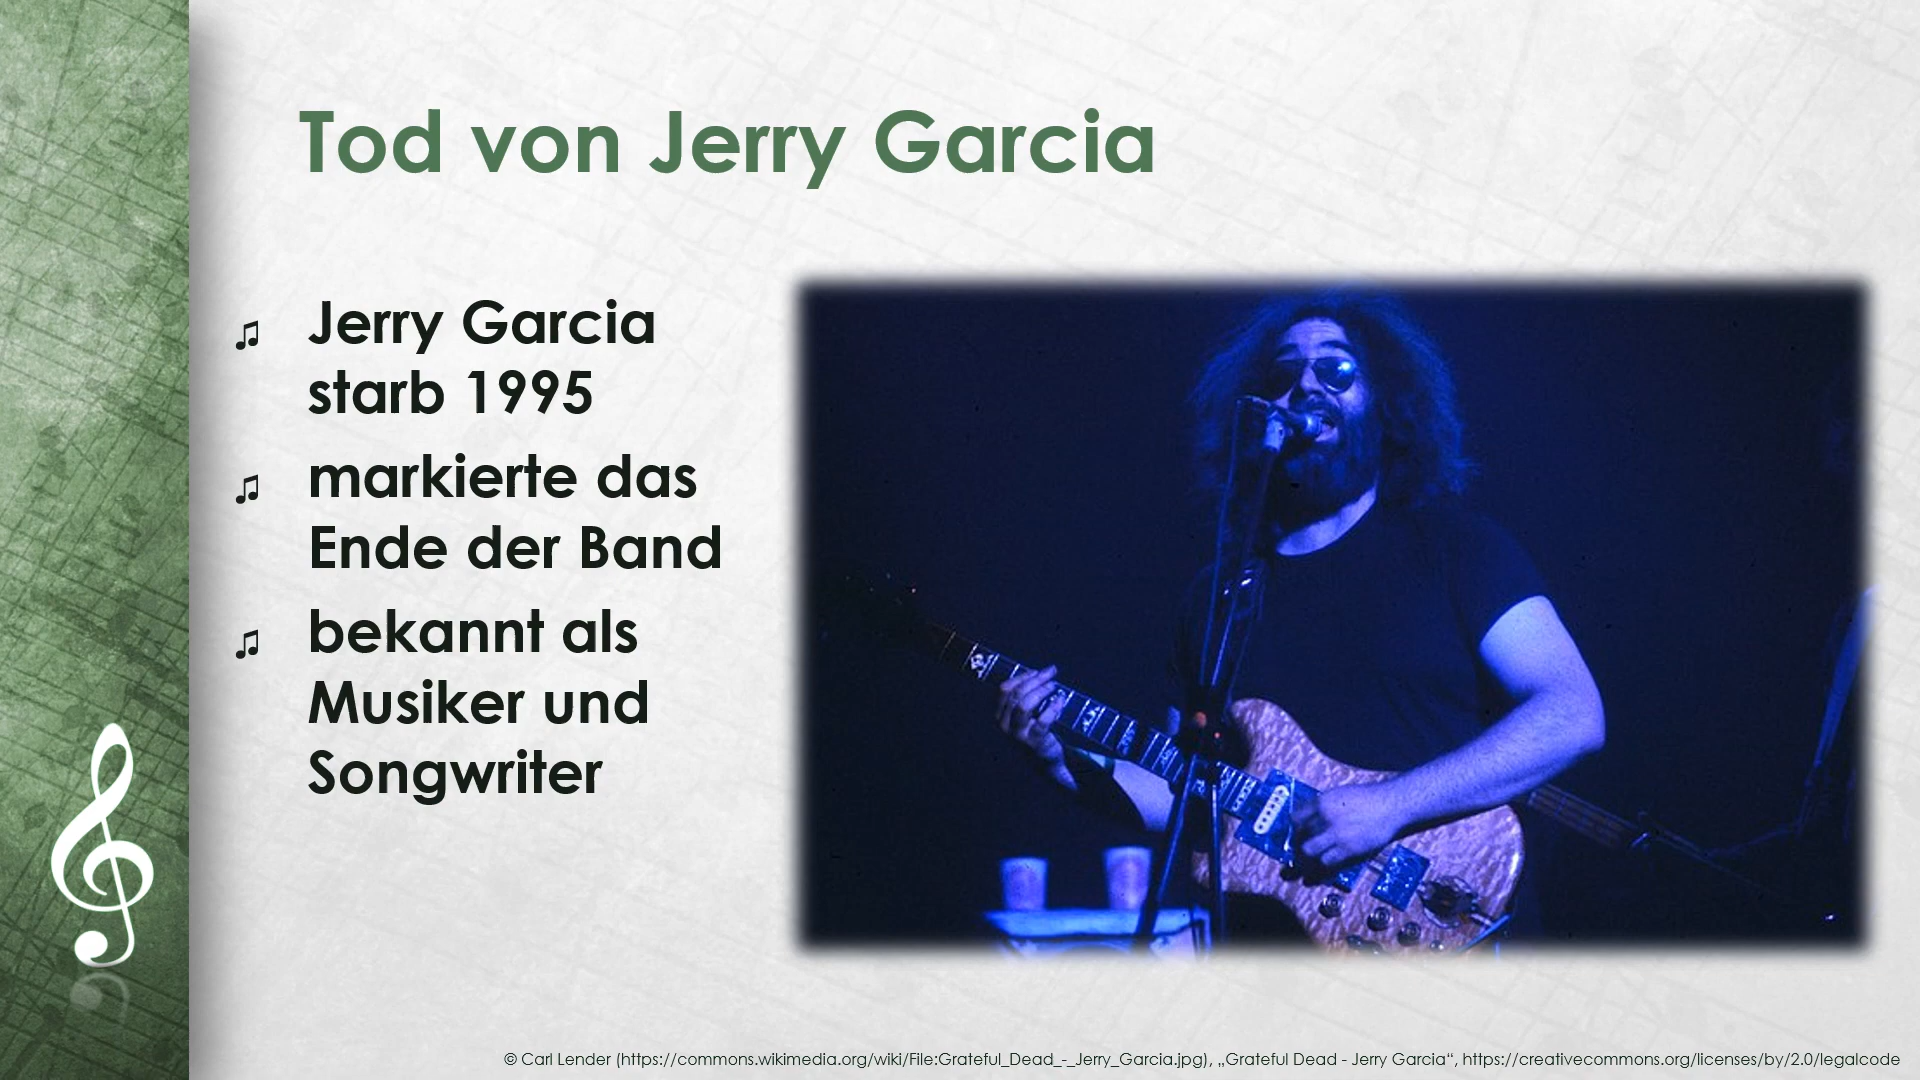 Tod von Jerry Garcia
♫ Jerry Garcia
starb 1995
♫ markierte das
Ende der Band
♫ bekannt als
Musiker und
Songwriter
© Carl Lender (https://commons.wikimedia.org/wiki/File:Grateful_Dead_-_Jerry_Garcia.jpg), „Grateful Dead - Jerry Garcia“, https://creativecommons.org/licenses/by/2.0/legalcode